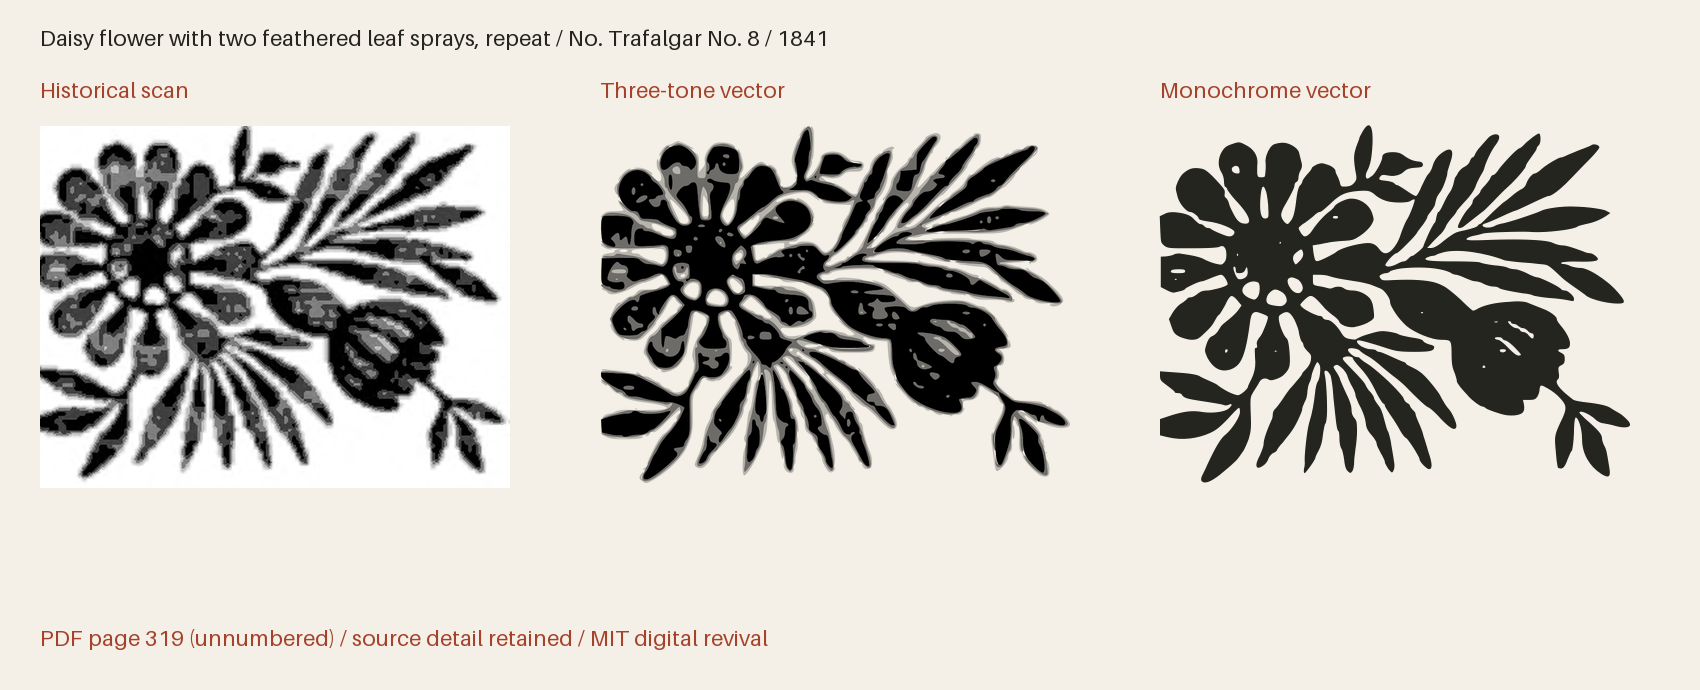 Daisy flower with two feathered leaf sprays, repeat / No. Trafalgar No. 8 / 1841
Historical scan
Three-tone vector
Monochrome vector
PDF page 319 (unnumbered) / source detail retained / MIT digital revival